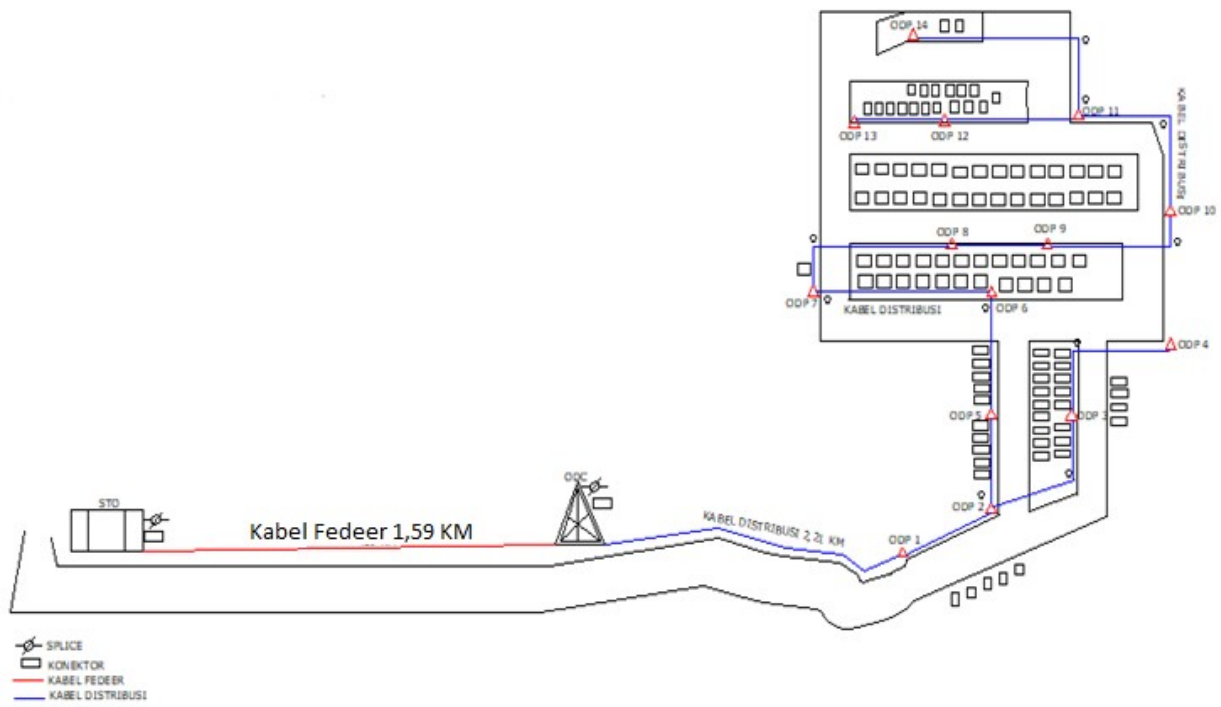 ODP 14
ODP 11
KABEL DISTRIBUSI
ODP 13
ODP 12
ODP 10
ODP 8
ODP 9
ODP 7
KABEL DISTRIBUSI
ODP 6
ODP 4
ODP 5
ODP 3
STO
ODC
ODP 2
Kabel Fedeer 1,59 KM
KABEL DISTRIBUSI 2,21 KM
ODP 1
SPLICE
KONEKTOR
KABEL FEDEER
KABEL DISTRIBUSI